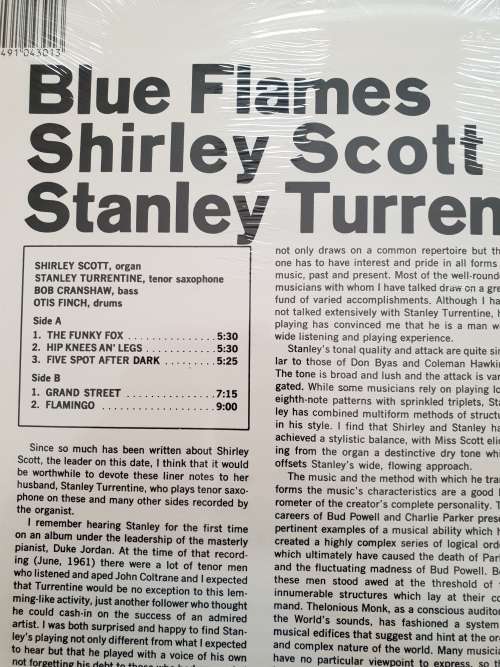 491"043013"
Blue Flames
Shirley Scott
Stanley Turren
SHIRLEY SCOTT, organ
STANLEY TURRENTINE, tenor saxophone
BOB CRANSHAW, bass
OTIS FINCH, drums
Side A
1. THE FUNKY FOX ............5:30
2. HIP KNEES AN' LEGS ............5:30
3. FIVE SPOT AFTER DARK ............5:25
Side B
1. GRAND STREET ............7:15
2. FLAMINGO ............9:00
Since so much has been written about Shirley
Scott, the leader on this date, I think that it would
be worthwhile to devote these liner notes to her
husband, Stanley Turrentine, who plays tenor saxo-
phone on these and many other sides recorded by
the organist.
I remember hearing Stanley for the first time
on an album under the leadership of the masterly
pianist, Duke Jordan. At the time of that record-
ing (June, 1961) there were a lot of tenor men
who listened and aped John Coltrane and I expected
that Turrentine would be no exception to this lem-
ming-like activity, just another follower who thought
he could cash-in on the success of an admired
artist. I was both surprised and happy to find Stan-
ley's playing not only different from what I expected
to hear but that he played with a voice of his own
not forgetting his debt to those who
not only draws on a common repertoire but th
one has to have interest and pride in all forms
music, past and present. Most of the well-round
musicians with whom I have talked draw on a gre
fund of varied accomplishments. Although I ha
not talked extensively with Stanley Turrentine, h
playing has convinced me that he is a man w
wide listening and playing experience.
Stanley's tonal quality and attack are quite sim
lar to those of Don Byas and Coleman Hawkin
The tone is broad and lush and the attack is var
gated. While some musicians rely on playing lo
eighth-note patterns with sprinkled triplets, Sta
ley has combined multiform methods of struct
in his style. I find that Shirley and Stanley ha
achieved a stylistic balance, with Miss Scott elic
ing from the organ a destinctive dry tone whi
offsets Stanley's wide, flowing approach.
The music and the method with which he tra
forms the music's characteristics are a good b
rometer of the creator's complete personality. T
careers of Bud Powell and Charlie Parker prese
pertinent examples of a musical ability which h
created a highly complex series of logical orde
which ultimately have caused the death of Par
and the fluctuating madness of Bud Powell. Be
these men stood awed at the threshold of
innumerable structures which lay at their co
mand. Thelonious Monk, as a conscious auditor
the World's sounds, has fashioned a system
musical edifices that suggest and hint at the or
and complex nature of the world. Many music
have no particular viewpoint to express, so